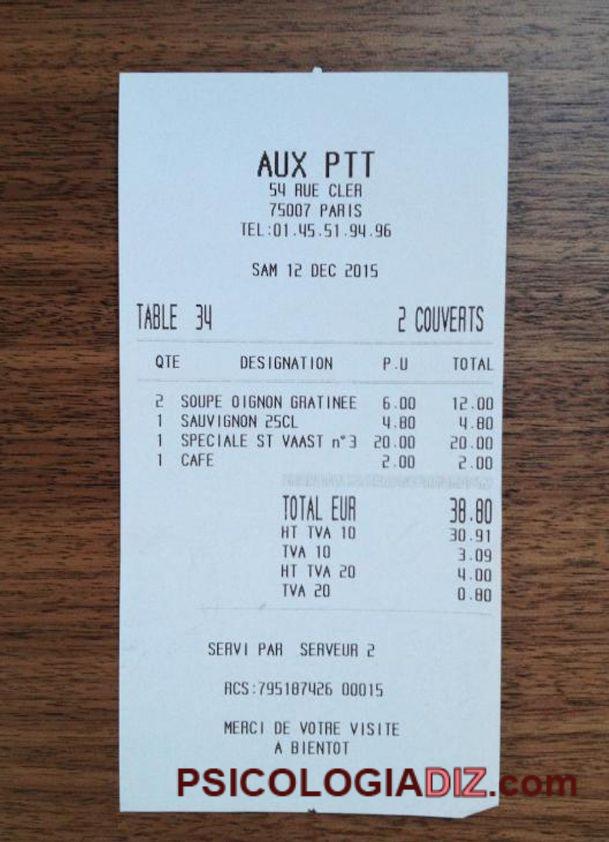 AUX PTT
54 RUE CLER
75007 PARIS
TEL:01.45.51.94.96
SAM 12 DEC 2015
TABLE 34 2 COUVERTS
QTE DESIGNATION P.U TOTAL
2 SOUPE OIGNON GRATINEE 6.00 12.00
1 SAUVIGNON 25CL 4.80 4.80
1 SPECIALE ST VAAST n°3 20.00 20.00
1 CAFE 2.00 2.00
TOTAL EUR 38.80
HT TVA 10 30.91
TVA 10 3.09
HT TVA 20 4.00
TVA 20 0.80
SERVI PAR SERVEUR 2
RCS:795187426 00015
MERCI DE VOTRE VISITE
A BIENTOT
PSICOLOGIADIZ.com